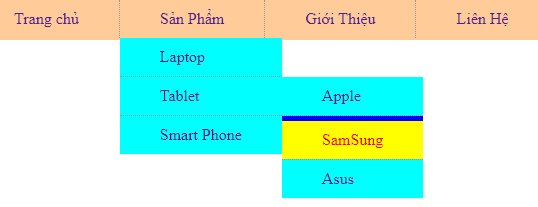 Trang chủ Sản Phẩm Giới Thiệu Liên Hệ
Laptop
Tablet Apple
Smart Phone SamSung
Asus